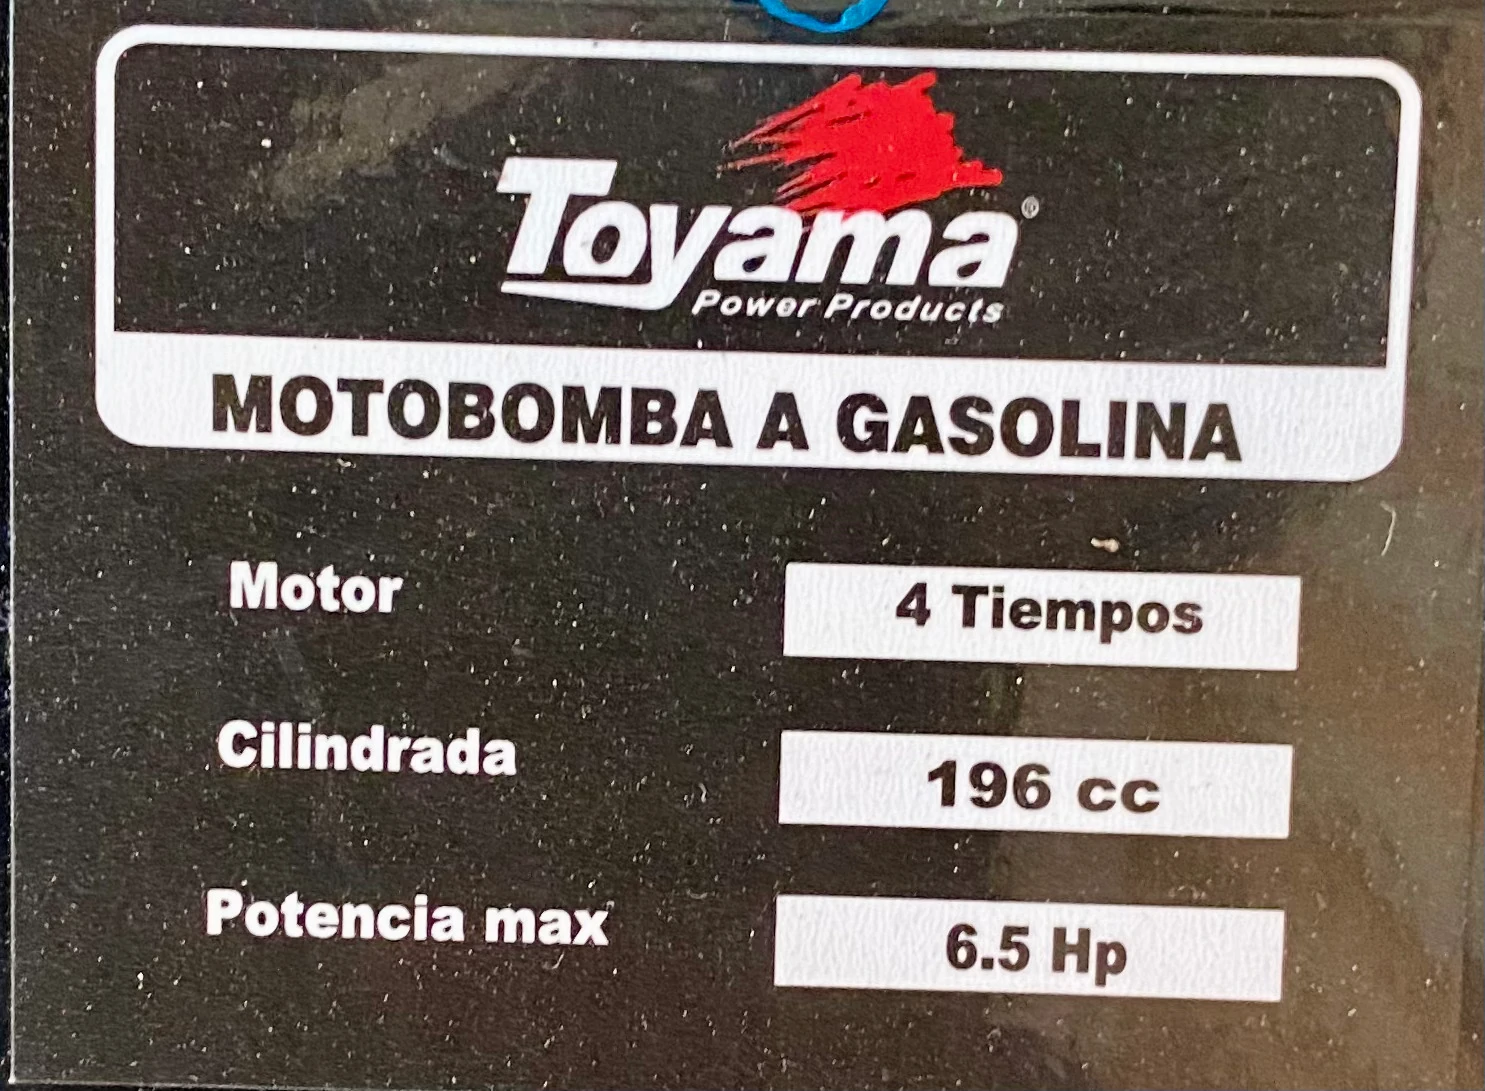 Toyama®
Power Products
MOTOBOMBA A GASOLINA
Motor 4 Tiempos
Cilindrada 196 cc
Potencia max 6.5 Hp